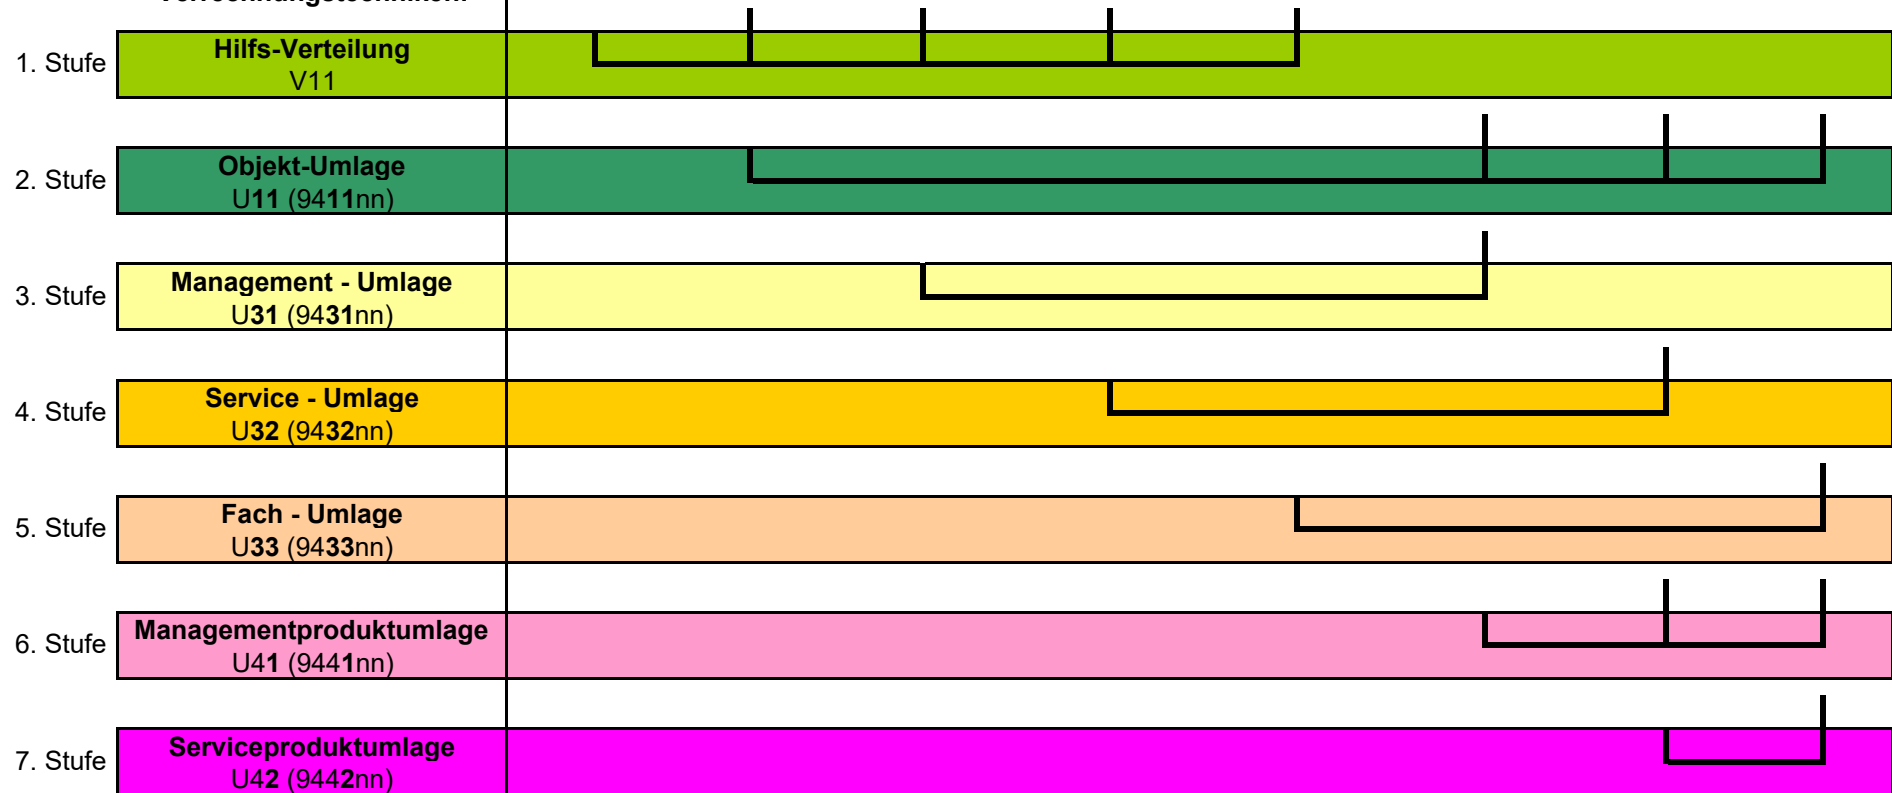 1. Stufe
Hilfs-Verteilung
V11
2. Stufe
Objekt-Umlage
U11 (9411nn)
3. Stufe
Management - Umlage
U31 (9431nn)
4. Stufe
Service - Umlage
U32 (9432nn)
5. Stufe
Fach - Umlage
U33 (9433nn)
6. Stufe
Managementproduktumlage
U41 (9441nn)
7. Stufe
Serviceproduktumlage
U42 (9442nn)